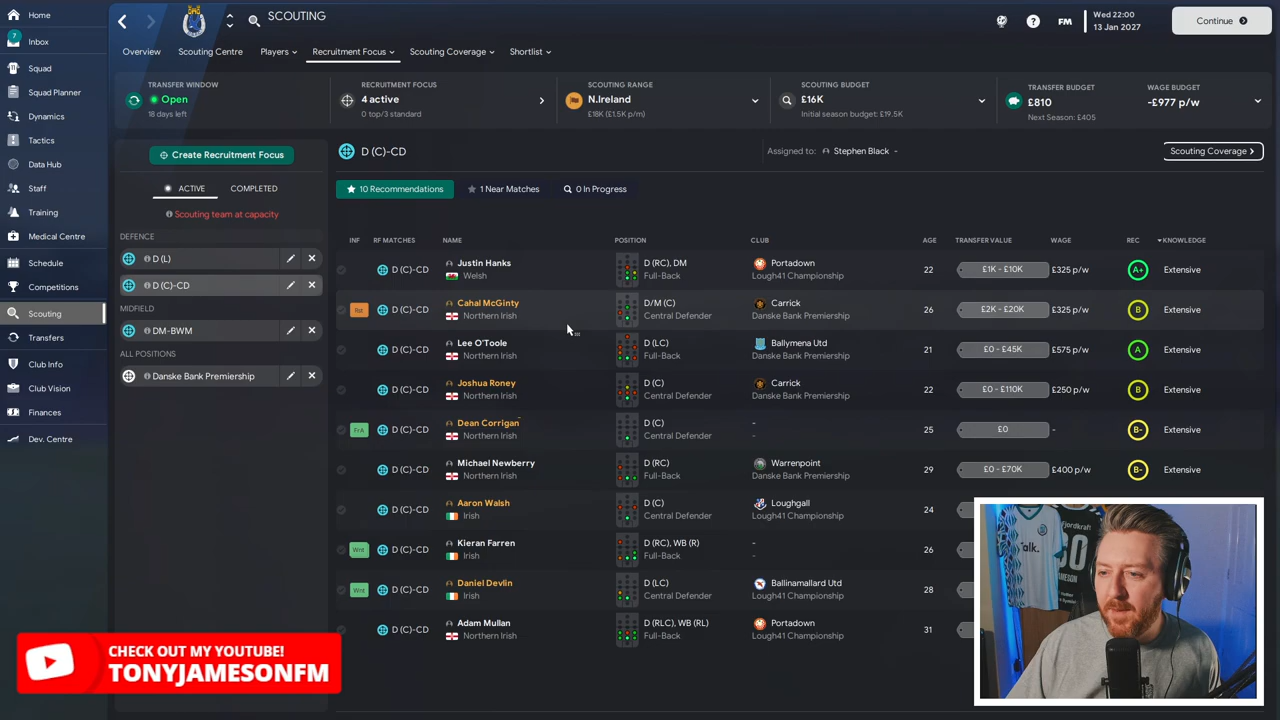 Home
7
Inbox
Squad
Squad Planner
Dynamics
Tactics
Data Hub
Staff
Training
Medical Centre
Schedule
Competitions
Scouting
Transfers
Club Info
Club Vision
Finances
Dev. Centre
SCOUTING
?
FM
Wed 22:00
13 Jan 2027
Continue
Overview
Scouting Centre
Players
Recruitment Focus
Scouting Coverage
Shortlist
TRANSFER WINDOW
Open
18 days left
RECRUITMENT FOCUS
4 active
0 top/3 standard
SCOUTING RANGE
N.Ireland
£18K (£1.5K p/m)
SCOUTING BUDGET
£16K
Initial season budget: £19.5K
TRANSFER BUDGET
£810
Next Season: £405
WAGE BUDGET
-£977 p/w
Create Recruitment Focus
ACTIVE
COMPLETED
Scouting team at capacity
DEFENCE
D (L)
D (C)-CD
MIDFIELD
DM-BWM
ALL POSITIONS
Danske Bank Premiership
D (C)-CD
Assigned to: Stephen Black -
Scouting Coverage
10 Recommendations
1 Near Matches
0 In Progress
INF RF MATCHES NAME POSITION CLUB AGE TRANSFER VALUE WAGE REC KNOWLEDGE
D (C)-CD Justin Hanks Welsh D (RC), DM Full-Back Portadown Lough41 Championship 22 £1K - £10K £325 p/w A+ Extensive
Rst D (C)-CD Cahal McGinty Northern Irish D/M (C) Central Defender Carrick Danske Bank Premiership 26 £2K - £20K £325 p/w B Extensive
D (C)-CD Lee O'Toole Northern Irish D (LC) Full-Back Ballymena Utd Danske Bank Premiership 21 £0 - £45K £575 p/w A Extensive
D (C)-CD Joshua Roney Northern Irish D (C) Central Defender Carrick Danske Bank Premiership 22 £0 - £110K £250 p/w B Extensive
FrA D (C)-CD Dean Corrigan Northern Irish D (C) Central Defender - - 25 £0 - B- Extensive
D (C)-CD Michael Newberry Northern Irish D (RC) Full-Back Warrenpoint Danske Bank Premiership 29 £0 - £70K £400 p/w B- Extensive
D (C)-CD Aaron Walsh Irish D (C) Central Defender Loughgall Lough41 Championship 24
Wnt D (C)-CD Kieran Farren Irish D (RC), WB (R) Full-Back - - 26
Wnt D (C)-CD Daniel Devlin Irish D (LC) Central Defender Ballinamallard Utd Lough41 Championship 28
D (C)-CD Adam Mullan Northern Irish D (RLC), WB (RL) Full-Back Portadown Lough41 Championship 31
CHECK OUT MY YOUTUBE!
TONYJAMESONFM
alk.
fjordkraft
30
AMESON